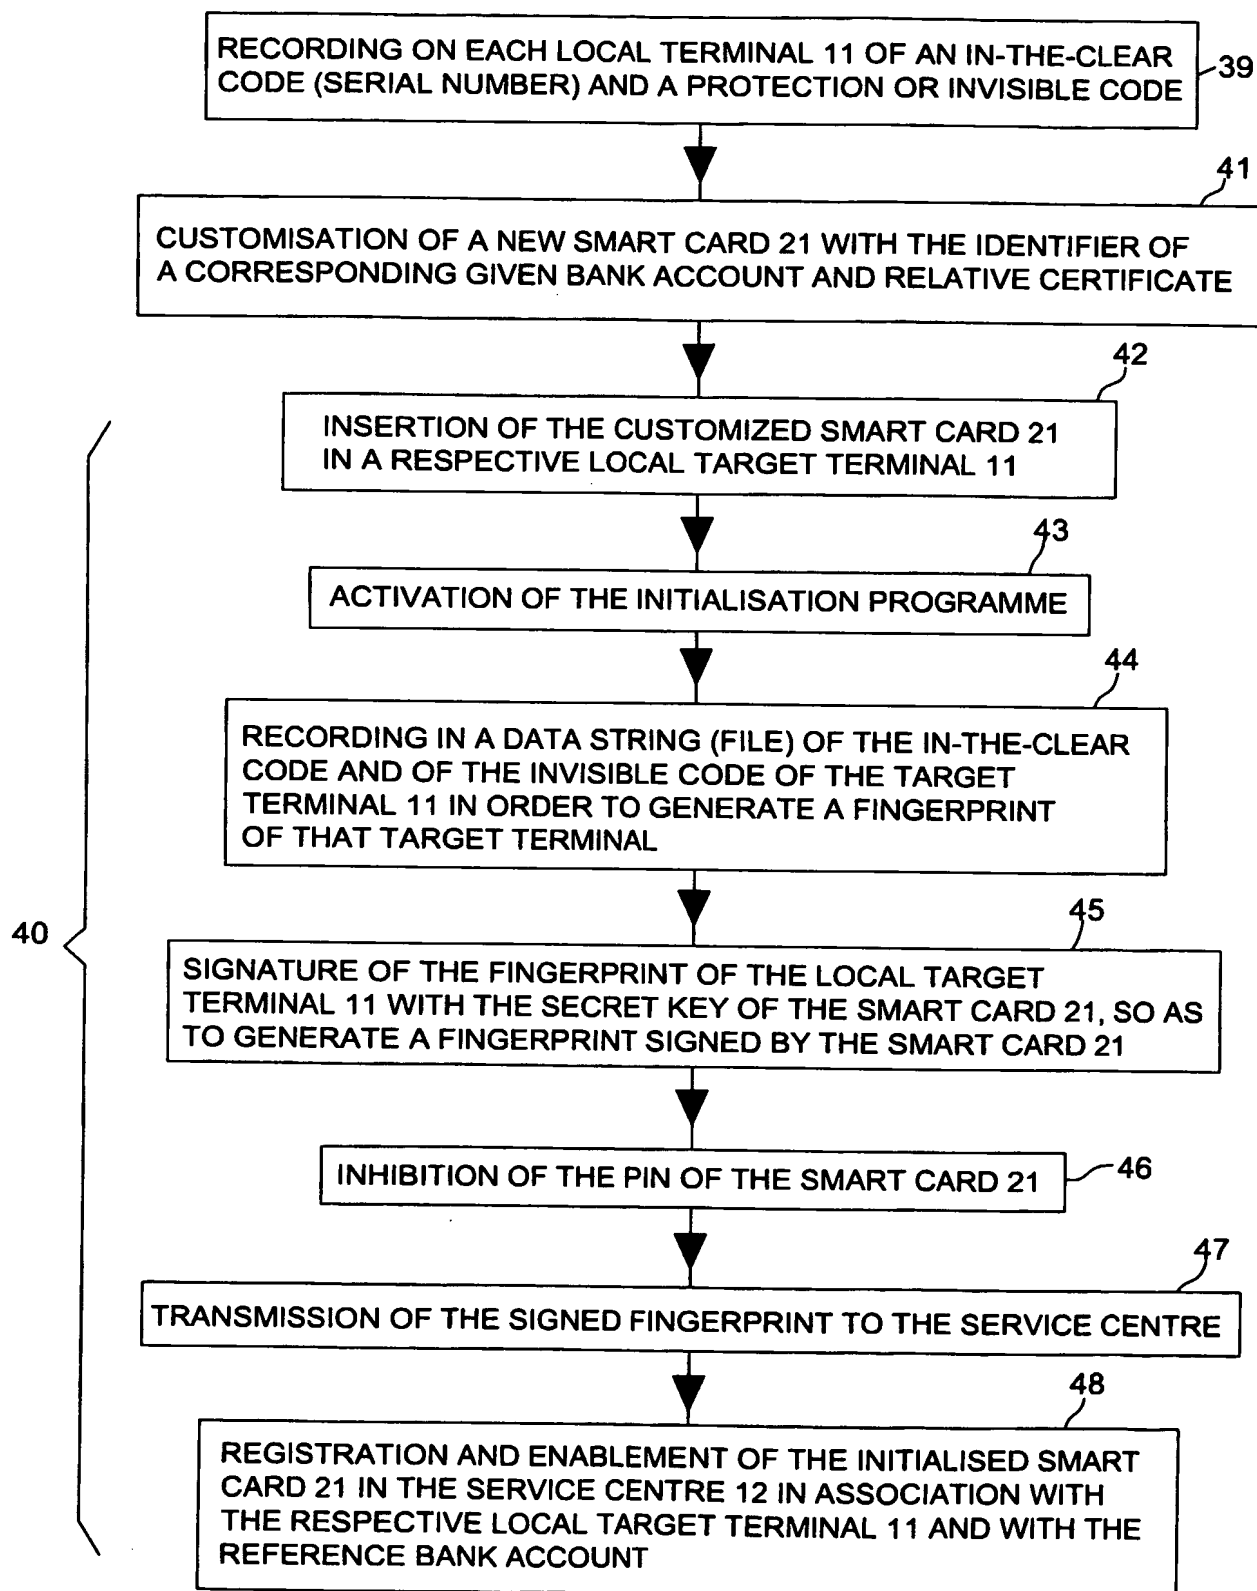 RECORDING ON EACH LOCAL TERMINAL 11 OF AN IN-THE-CLEAR
CODE (SERIAL NUMBER) AND A PROTECTION OR INVISIBLE CODE
39
41
CUSTOMISATION OF A NEW SMART CARD 21 WITH THE IDENTIFIER OF
A CORRESPONDING GIVEN BANK ACCOUNT AND RELATIVE CERTIFICATE
42
INSERTION OF THE CUSTOMIZED SMART CARD 21
IN A RESPECTIVE LOCAL TARGET TERMINAL 11
43
ACTIVATION OF THE INITIALISATION PROGRAMME
44
RECORDING IN A DATA STRING (FILE) OF THE IN-THE-CLEAR
CODE AND OF THE INVISIBLE CODE OF THE TARGET
TERMINAL 11 IN ORDER TO GENERATE A FINGERPRINT
OF THAT TARGET TERMINAL
40
45
SIGNATURE OF THE FINGERPRINT OF THE LOCAL TARGET
TERMINAL 11 WITH THE SECRET KEY OF THE SMART CARD 21, SO AS
TO GENERATE A FINGERPRINT SIGNED BY THE SMART CARD 21
INHIBITION OF THE PIN OF THE SMART CARD 21
46
47
TRANSMISSION OF THE SIGNED FINGERPRINT TO THE SERVICE CENTRE
48
REGISTRATION AND ENABLEMENT OF THE INITIALISED SMART
CARD 21 IN THE SERVICE CENTRE 12 IN ASSOCIATION WITH
THE RESPECTIVE LOCAL TARGET TERMINAL 11 AND WITH THE
REFERENCE BANK ACCOUNT